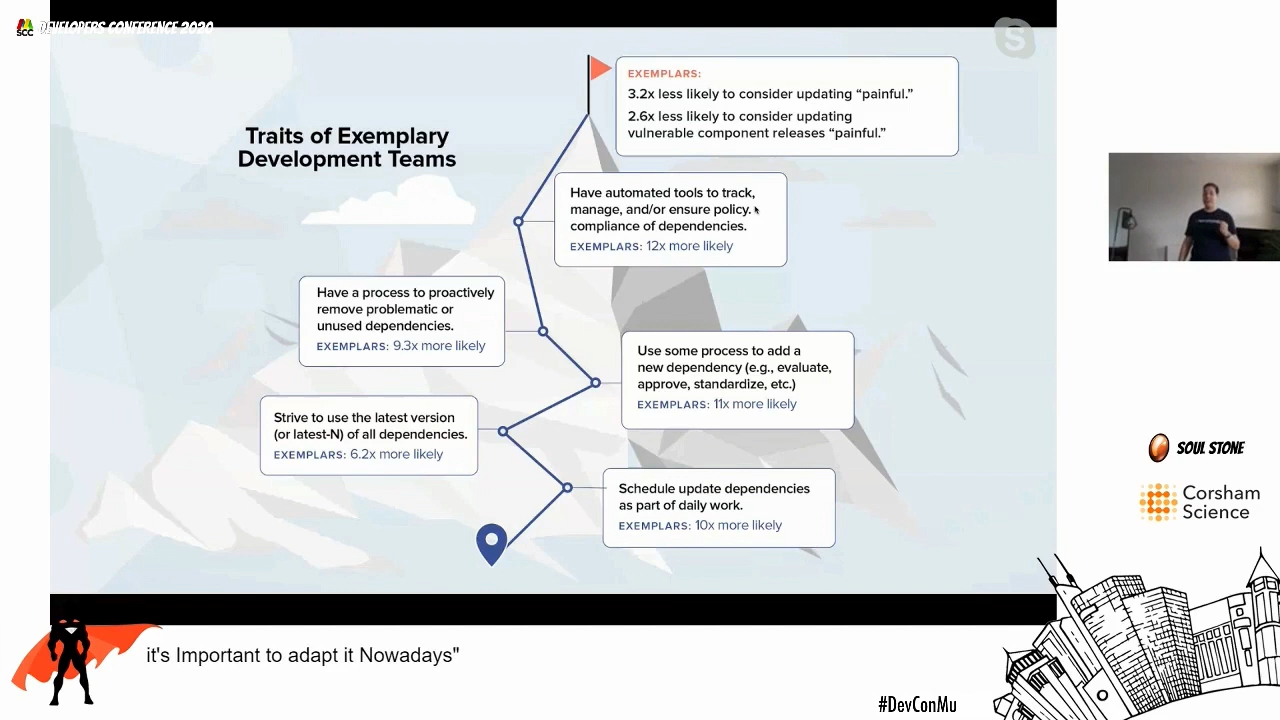 SCC DEVELOPERS CONFERENCE 2020
S
EXEMPLARS:
3.2x less likely to consider updating “painful.”
2.6x less likely to consider updating
vulnerable component releases “painful.”
Traits of Exemplary
Development Teams
Have automated tools to track,
manage, and/or ensure policy.
compliance of dependencies.
EXEMPLARS: 12x more likely
Have a process to proactively
remove problematic or
unused dependencies.
EXEMPLARS: 9.3x more likely
Use some process to add a
new dependency (e.g., evaluate,
approve, standardize, etc.)
EXEMPLARS: 11x more likely
Strive to use the latest version
(or latest-N) of all dependencies.
EXEMPLARS: 6.2x more likely
Schedule update dependencies
as part of daily work.
EXEMPLARS: 10x more likely
SOUL STONE
Corsham
Science
it's Important to adapt it Nowadays"
#DevConMu